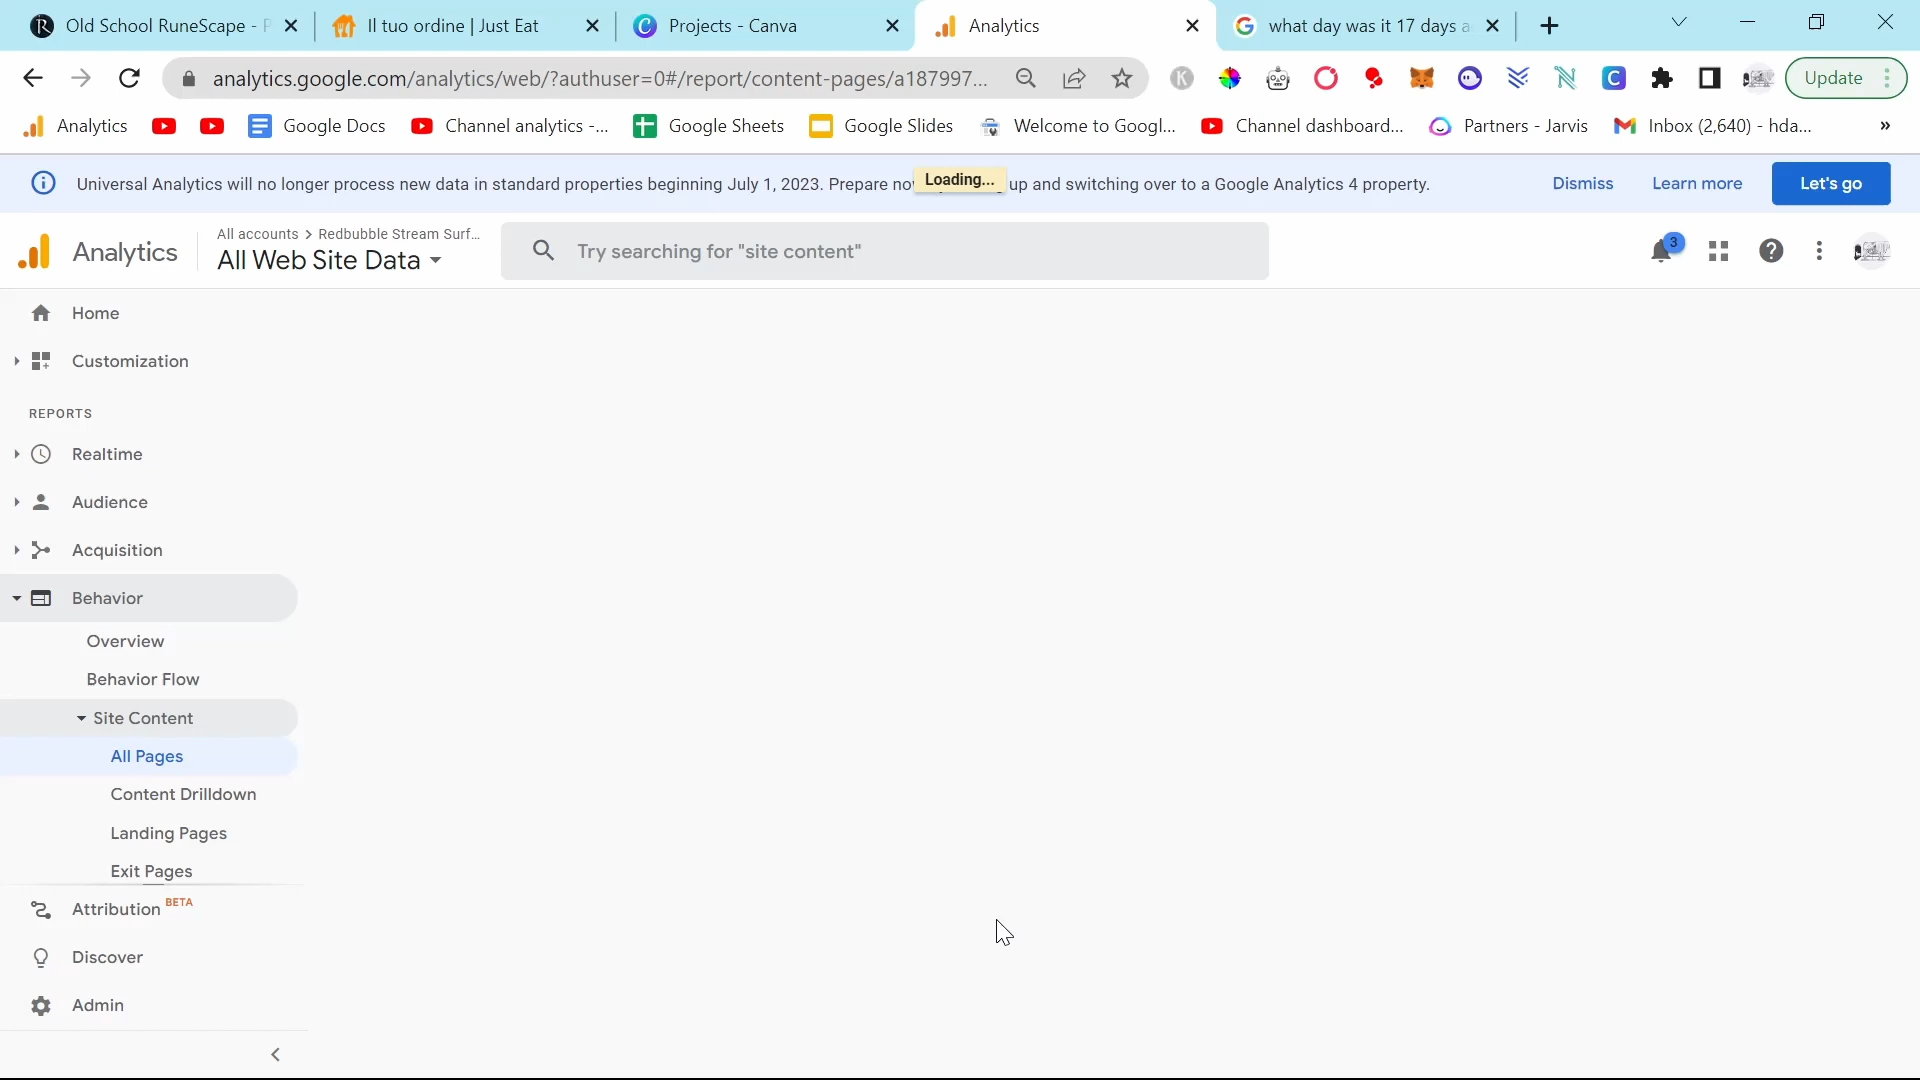 Old School RuneScape - P
Il tuo ordine | Just Eat
Projects - Canva
Analytics
what day was it 17 days a
analytics.google.com/analytics/web/?authuser=0#/report/content-pages/a187997...
Update
Analytics
Google Docs
Channel analytics -...
Google Sheets
Google Slides
Welcome to Googl...
Channel dashboard...
Partners - Jarvis
Inbox (2,640) - hda...
»
Universal Analytics will no longer process new data in standard properties beginning July 1, 2023. Prepare now up and switching over to a Google Analytics 4 property.
Loading...
Dismiss
Learn more
Let's go
Analytics
All accounts > Redbubble Stream Surf...
All Web Site Data
Try searching for "site content"
3
Home
Customization
REPORTS
Realtime
Audience
Acquisition
Behavior
Overview
Behavior Flow
Site Content
All Pages
Content Drilldown
Landing Pages
Exit Pages
Attribution BETA
Discover
Admin